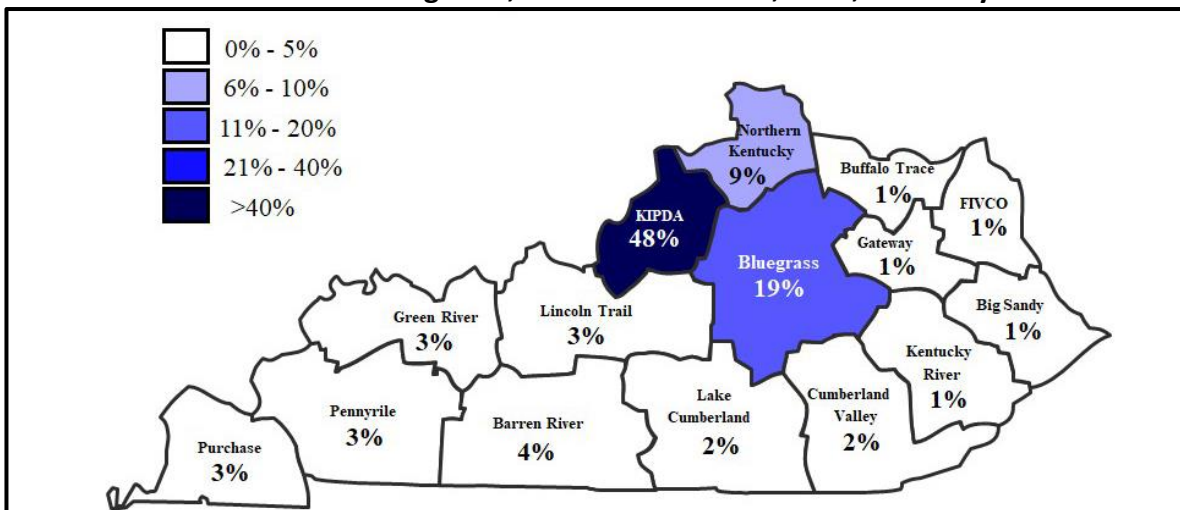 0% - 5%
6% - 10%
11% - 20%
21% - 40%
>40%
Northern
Kentucky
9%
Buffalo Trace
1%
FIVCO
1%
KIPDA
48%
Gateway
1%
Bluegrass
19%
Big Sandy
1%
Lincoln Trail
3%
Green River
3%
Kentucky
River
1%
Lake
Cumberland
2%
Cumberland
Valley
2%
Pennyrile
3%
Barren River
4%
Purchase
3%